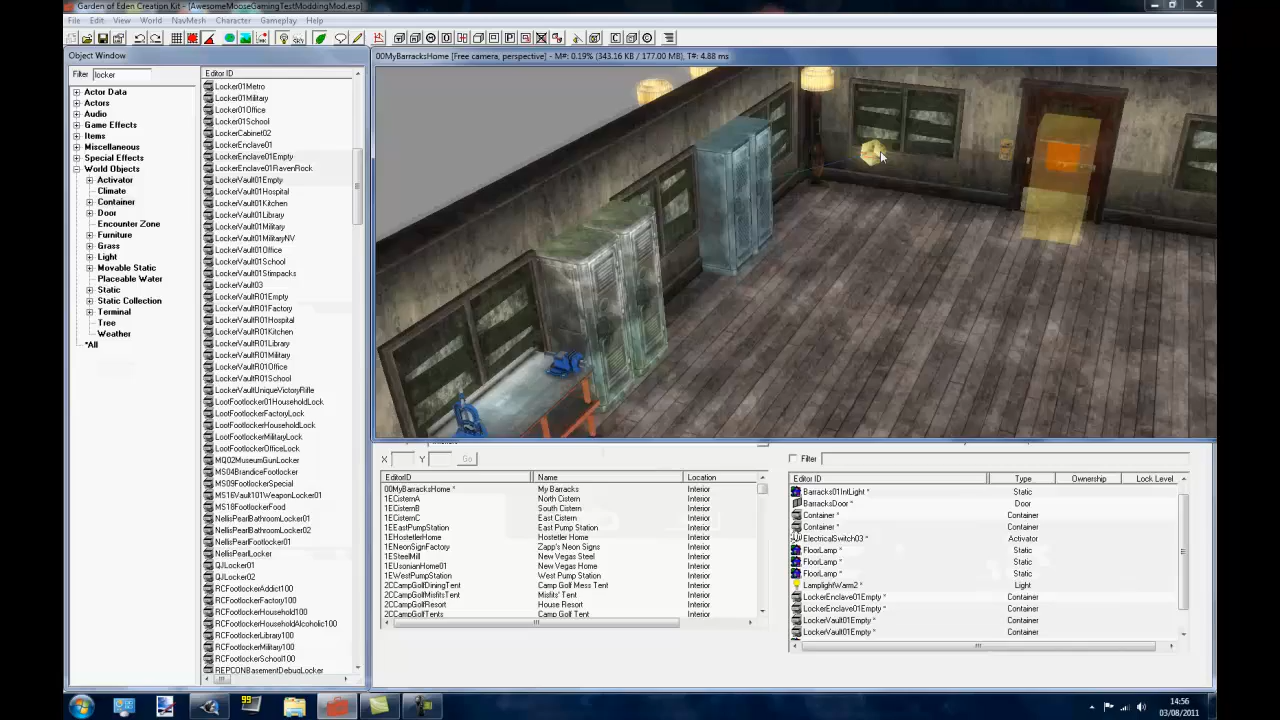 Garden of Eden Creation Kit - [AwesomeMooseGamingTestModdingMod.esp]
File Edit View World NavMesh Character Gameplay Help
Object Window
00MyBarracksHome [Free camera, perspective] - M#: 0.19% (343.16 KB / 177.00 MB), T#: 4.88 ms
Filter locker
Editor ID
Actor Data
Actors
Audio
Game Effects
Items
Miscellaneous
Special Effects
World Objects
Activator
Climate
Container
Door
Encounter Zone
Furniture
Grass
Light
Movable Static
Placeable Water
Static
Static Collection
Terminal
Tree
Weather
*All
Locker01Metro
Locker01Military
Locker01Office
Locker01School
LockerCabinet02
LockerEnclave01
LockerEnclave01Empty
LockerEnclave01RavenRock
LockerVault01Empty
LockerVault01Hospital
LockerVault01Kitchen
LockerVault01Library
LockerVault01Military
LockerVault01MilitaryNV
LockerVault01Office
LockerVault01School
LockerVault01Stimpacks
LockerVault03
LockerVaultR01Empty
LockerVaultR01Factory
LockerVaultR01Hospital
LockerVaultR01Kitchen
LockerVaultR01Library
LockerVaultR01Military
LockerVaultR01Office
LockerVaultR01School
LockerVaultUniqueVictoryRifle
LootFootlocker01HouseholdLock
LootFootlockerFactoryLock
LootFootlockerHouseholdLock
LootFootlockerMilitaryLock
LootFootlockerOfficeLock
MQ02MuseumGunLocker
MS04BrandiceFootlocker
MS09FootlockerSpecial
MS16Vault101WeaponLocker01
MS18FootlockerFood
NellisPearlBathroomLocker01
NellisPearlBathroomLocker02
NellisPearlFootlocker01
NellisPearlLocker
QJLocker01
QJLocker02
RCFootlockerAddict100
RCFootlockerFactory100
RCFootlockerHousehold100
RCFootlockerHouseholdAlcoholic100
RCFootlockerLibrary100
RCFootlockerMilitary100
RCFootlockerSchool100
REPCONBasementDebugLocker
X Y Go
EditorID Name Location
00MyBarracksHome * My Barracks Interior
1ECisternA North Cistern Interior
1ECisternB South Cistern Interior
1ECisternC East Cistern Interior
1EEastPumpStation East Pump Station Interior
1EHostetlerHome Hostetler Home Interior
1ENeonSignFactory Zapp's Neon Signs Interior
1ESteelMill New Vegas Steel Interior
1EUsonianHome01 New Vegas Home Interior
1EWestPumpStation West Pump Station Interior
2CCampGolfDiningTent Camp Golf Mess Tent Interior
2CCampGolfMisfitsTent Misfits' Tent Interior
2CCampGolfResort House Resort Interior
2CCampGolfTents Camp Golf Tent Interior
Filter
Editor ID Type Ownership Lock Level
Barracks01IntLight * Static
BarracksDoor * Door
Container * Container
Container * Container
ElectricalSwitch03 * Activator
FloorLamp * Static
FloorLamp * Static
FloorLamp * Static
LamplightWarm2 * Light
LockerEnclave01Empty * Container
LockerEnclave01Empty * Container
LockerVault01Empty * Container
LockerVault01Empty * Container
99
14:56
03/08/2011